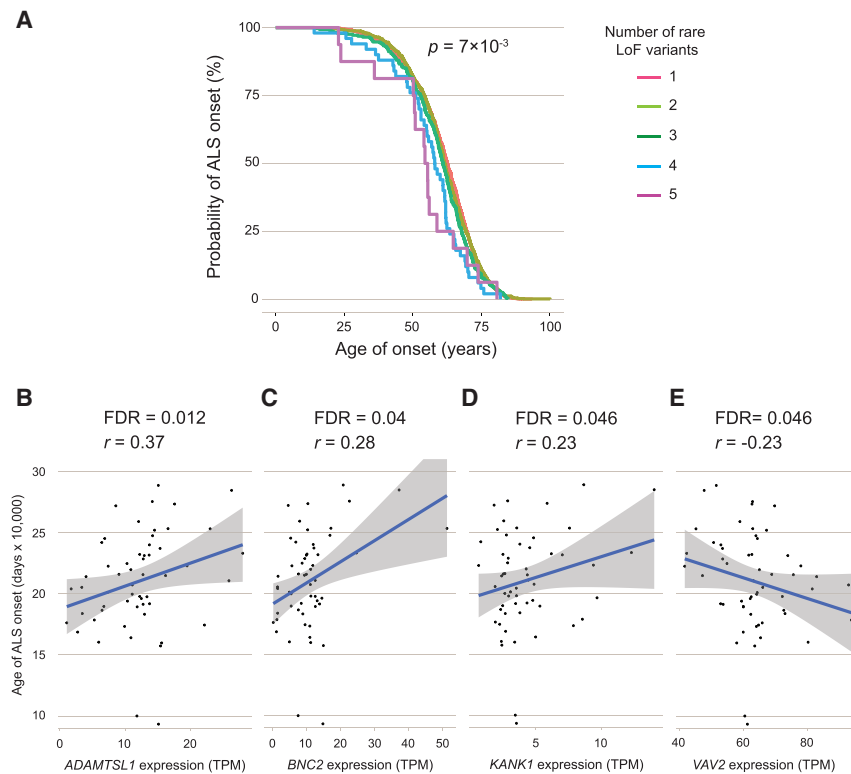 A
p = 7×10⁻³
Number of rare
LoF variants
1
2
3
4
5
Probability of ALS onset (%)
100
75
50
25
0
0 25 50 75 100
Age of onset (years)
B C D E
FDR = 0.012 FDR = 0.04 FDR = 0.046 FDR= 0.046
r = 0.37 r = 0.28 r = 0.23 r = -0.23
Age of ALS onset (days x 10,000)
30
25
20
15
10
0 10 20 0 10 20 30 40 50 5 10 40 60 80
ADAMTSL1 expression (TPM) BNC2 expression (TPM) KANK1 expression (TPM) VAV2 expression (TPM)